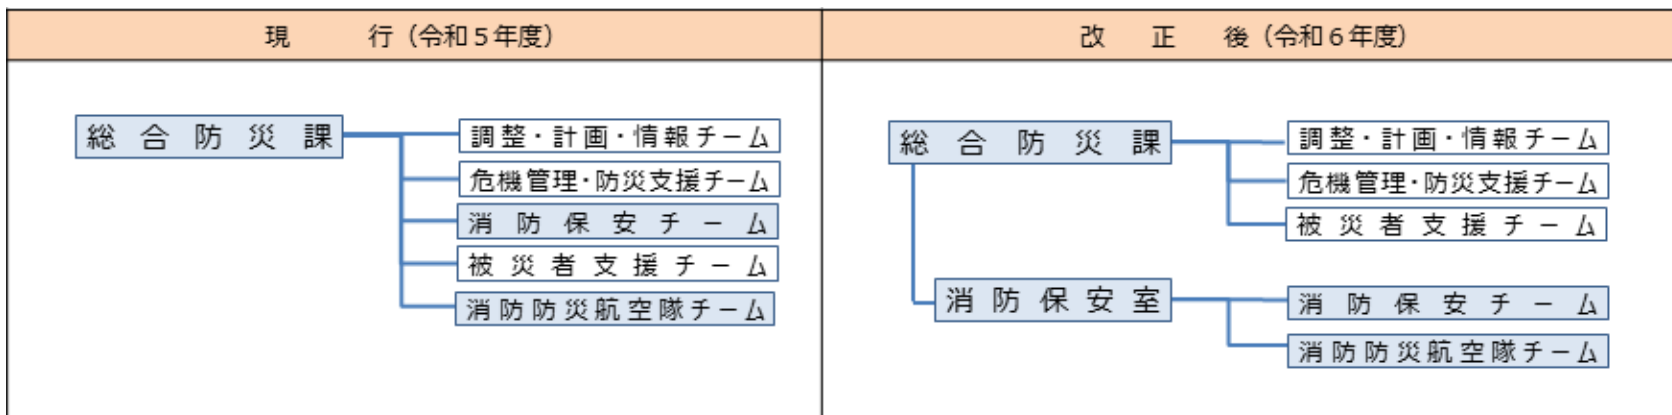 現　行（令和５年度）
総合防災課
調整・計画・情報チーム
危機管理・防災支援チーム
消防保安チーム
被災者支援チーム
消防防災航空隊チーム
改　正　後（令和６年度）
総合防災課
調整・計画・情報チーム
危機管理・防災支援チーム
被災者支援チーム
消防保安室
消防保安チーム
消防防災航空隊チーム